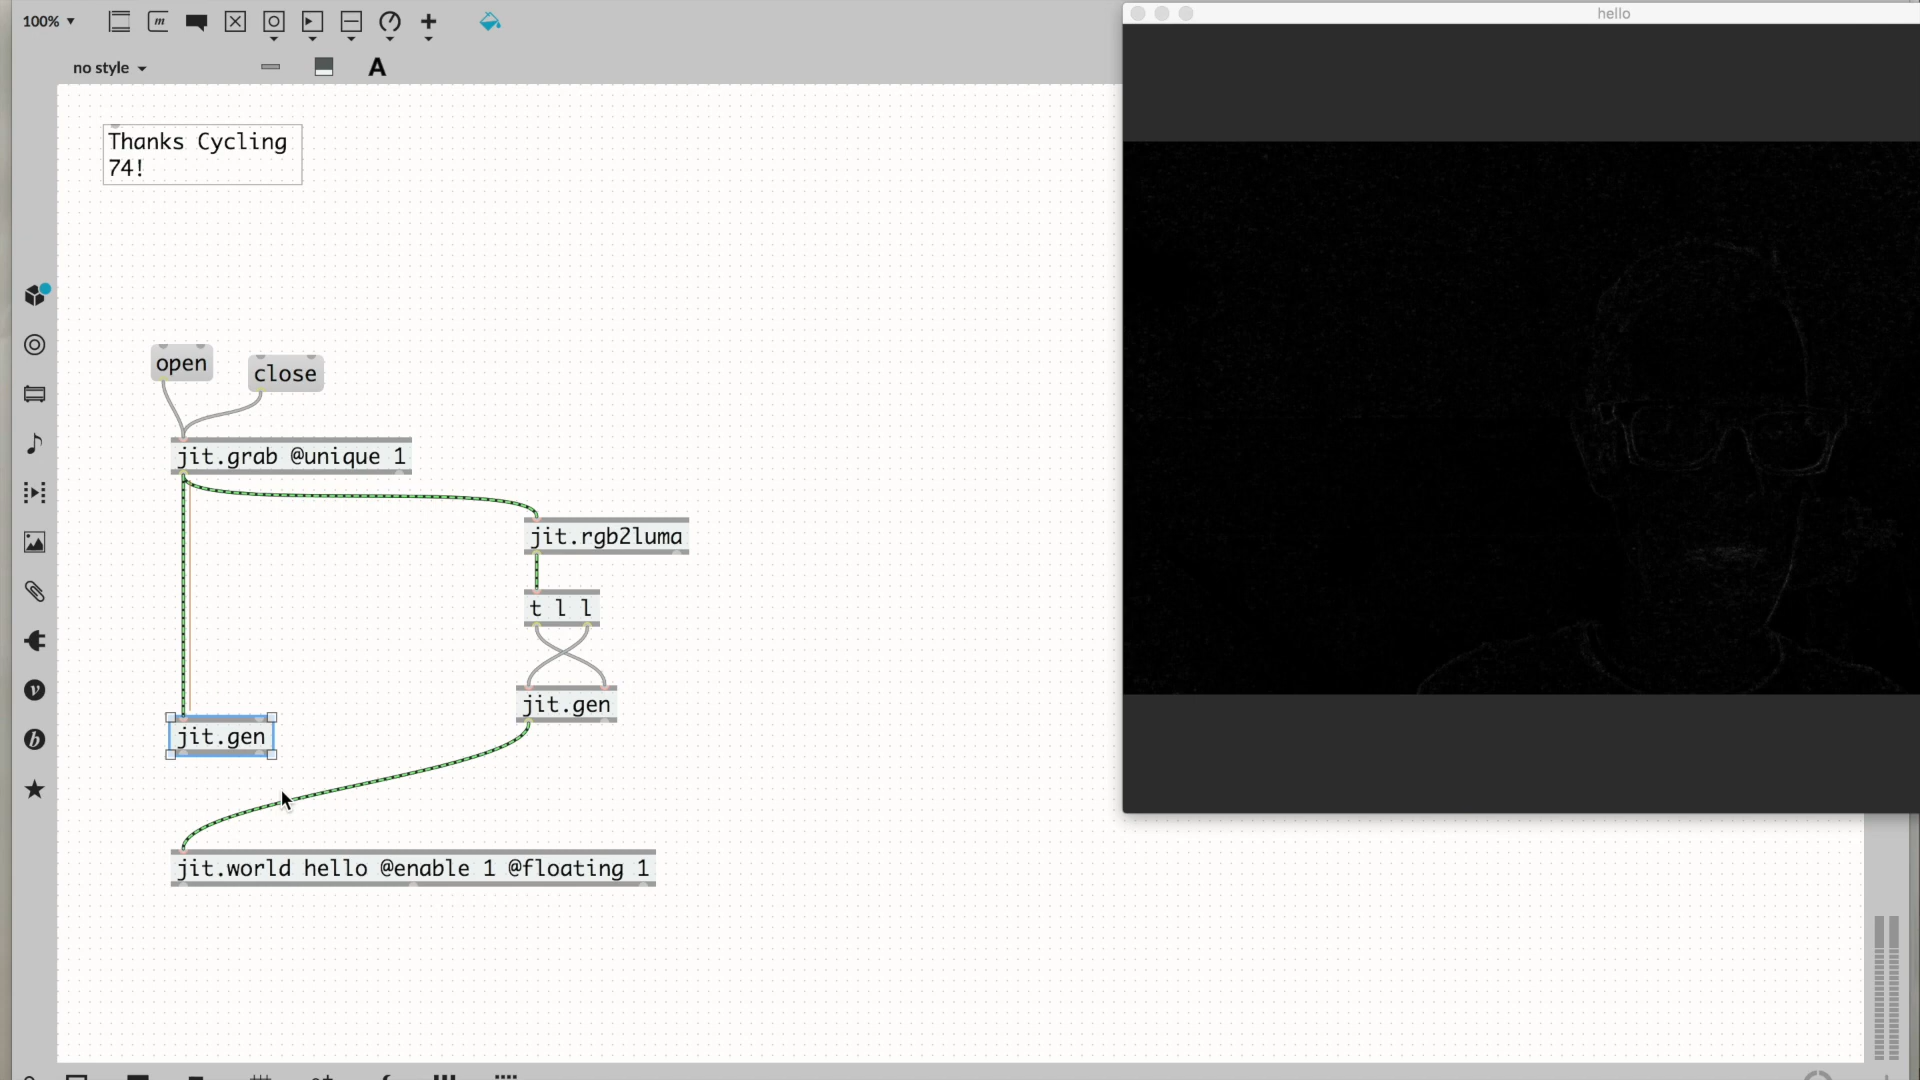 100%
hello
no style
A
Thanks Cycling
74!
open
close
jit.grab @unique 1
jit.rgb2luma
t l l
jit.gen
jit.gen
jit.world hello @enable 1 @floating 1